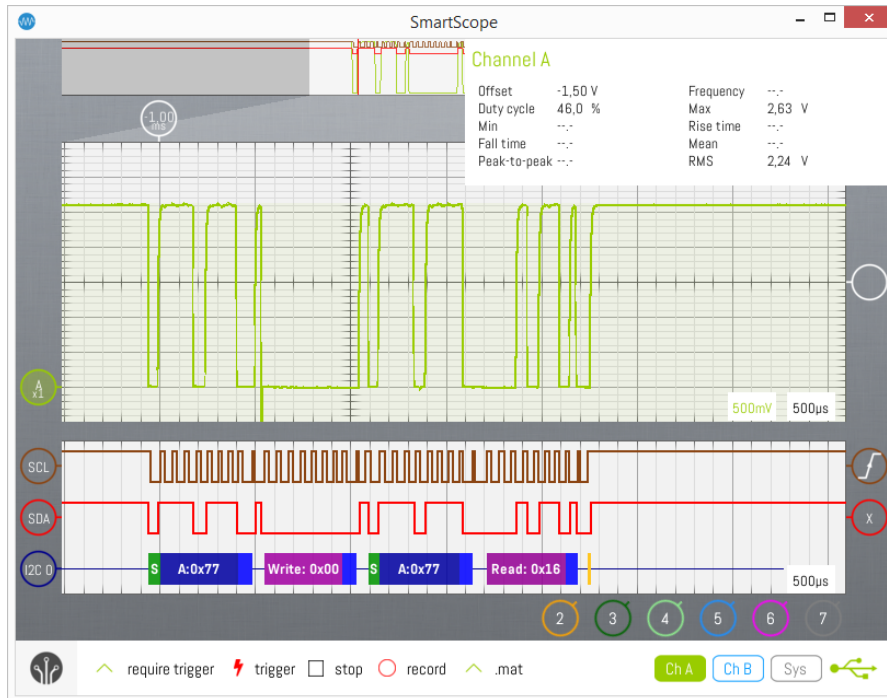 SmartScope
Channel A
Offset -1,50 V Frequency --.-
Duty cycle 46,0 % Max 2,63 V
Min --.- Rise time --.-
Fall time --.- Mean --.-
Peak-to-peak --.- RMS 2,24 V
-1.00
ms
A
x1
500mV 500µs
SCL
SDA X
I2C 0 S A:0x77 Write: 0x00 S A:0x77 Read: 0x16
500µs
2 3 4 5 6 7
require trigger trigger stop record .mat Ch A Ch B Sys